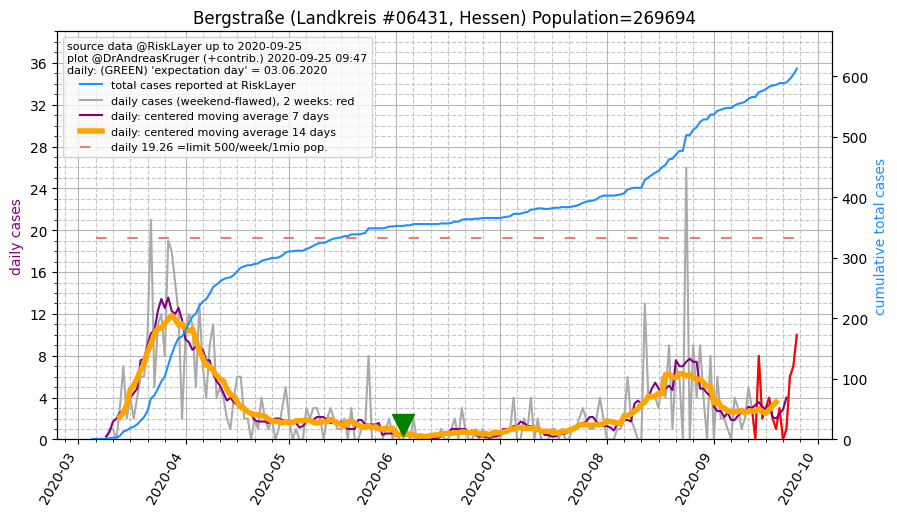 Bergstraße (Landkreis #06431, Hessen) Population=269694
source data @RiskLayer up to 2020-09-25
plot @DrAndreasKruger (+contrib.) 2020-09-25 09:47
daily: (GREEN) 'expectation day' = 03.06.2020
total cases reported at RiskLayer
daily cases (weekend-flawed), 2 weeks: red
daily: centered moving average 7 days
daily: centered moving average 14 days
daily 19.26 =limit 500/week/1mio pop.
daily cases
36
32
28
24
20
16
12
8
4
0
cumulative total cases
600
500
400
300
200
100
0
2020-03
2020-04
2020-05
2020-06
2020-07
2020-08
2020-09
2020-10